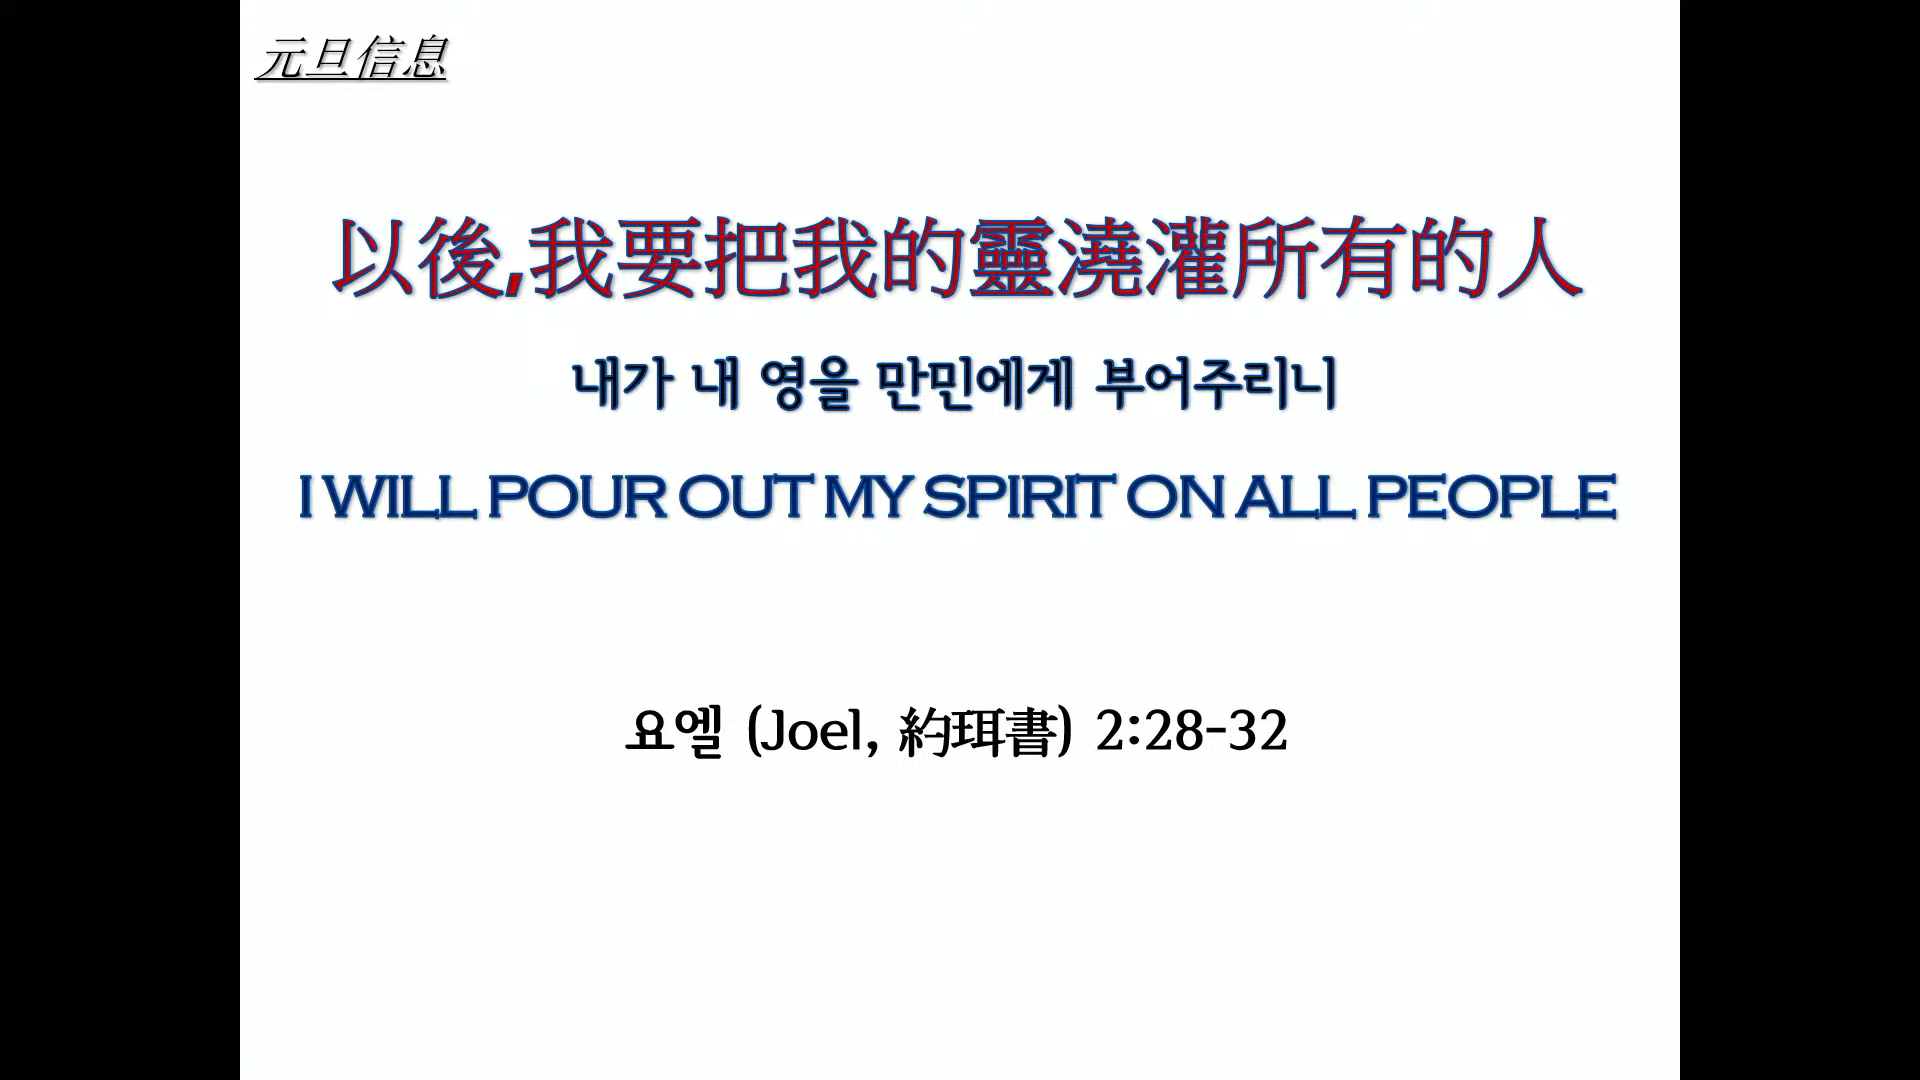 元旦信息
以後,我要把我的靈澆灌所有的人
내가 내 영을 만민에게 부어주리니
I WILL POUR OUT MY SPIRIT ON ALL PEOPLE
요엘 (Joel, 約珥書) 2:28-32